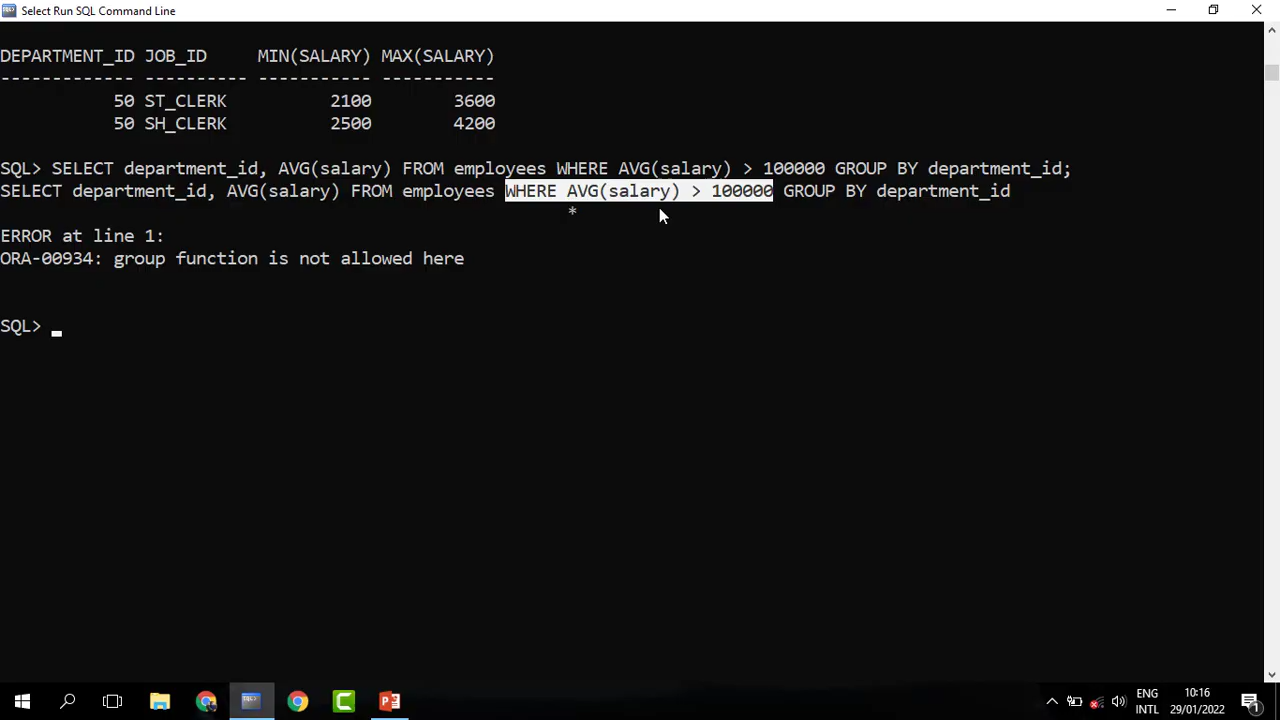 Select Run SQL Command Line
DEPARTMENT_ID JOB_ID     MIN(SALARY) MAX(SALARY)
------------- ---------- ----------- -----------
           50 ST_CLERK          2100        3600
           50 SH_CLERK          2500        4200
SQL> SELECT department_id, AVG(salary) FROM employees WHERE AVG(salary) > 100000 GROUP BY department_id;
SELECT department_id, AVG(salary) FROM employees WHERE AVG(salary) > 100000 GROUP BY department_id
                                                       *
ERROR at line 1:
ORA-00934: group function is not allowed here
SQL> _
ENG 10:16
INTL 29/01/2022
1